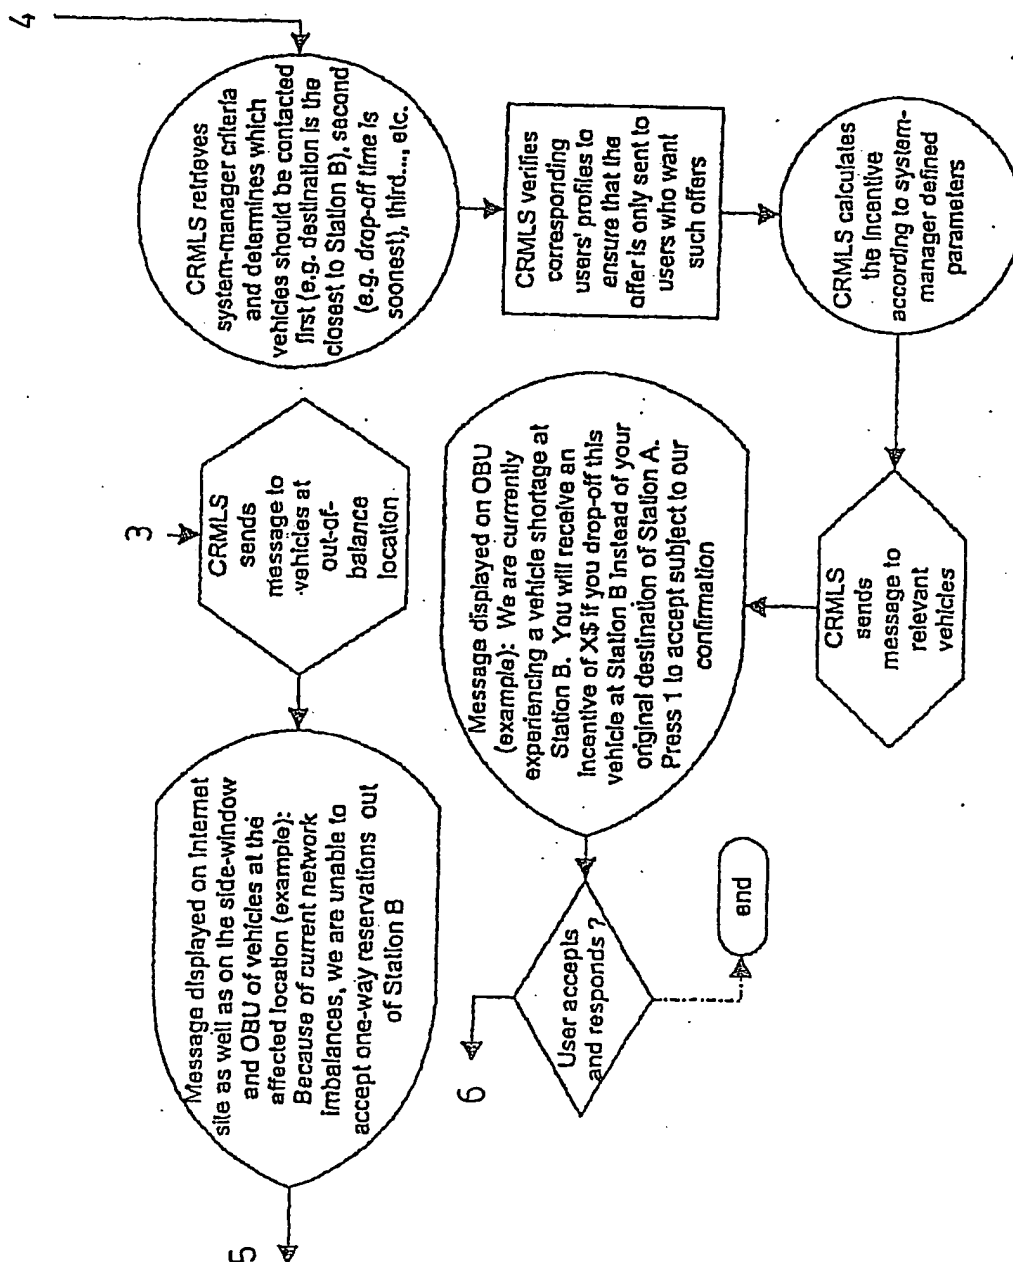 4
CRMLS retrieves
system-manager criteria
and determines which
vehicles should be contacted
first (e.g. destination is the
closest to Station B), second
(e.g. drop-off time is
soonest), third..., etc.
CRMLS verifies
corresponding
users' profiles to
ensure that the
offer is only sent to
users who want
such offers
CRMLS calculates
the Incentive
according to system-
manager defined
parameters
CRMLS
sends
message to
relevant
vehicles
Message displayed on OBU
(example): We are currently
experiencing a vehicle shortage at
Station B. You will receive an
incentive of X$ if you drop-off this
vehicle at Station B Instead of your
original destination of Station A.
Press 1 to accept subject to our
confirmation
User accepts
and responds ?
6
end
3
CRMLS
sends
message to
vehicles at
out-of-
balance
location
Message displayed on Internet
site as well as on the side-window
and OBU of vehicles at the
affected location (example):
Because of current network
imbalances, we are unable to
accept one-way reservations out
of Station B
5